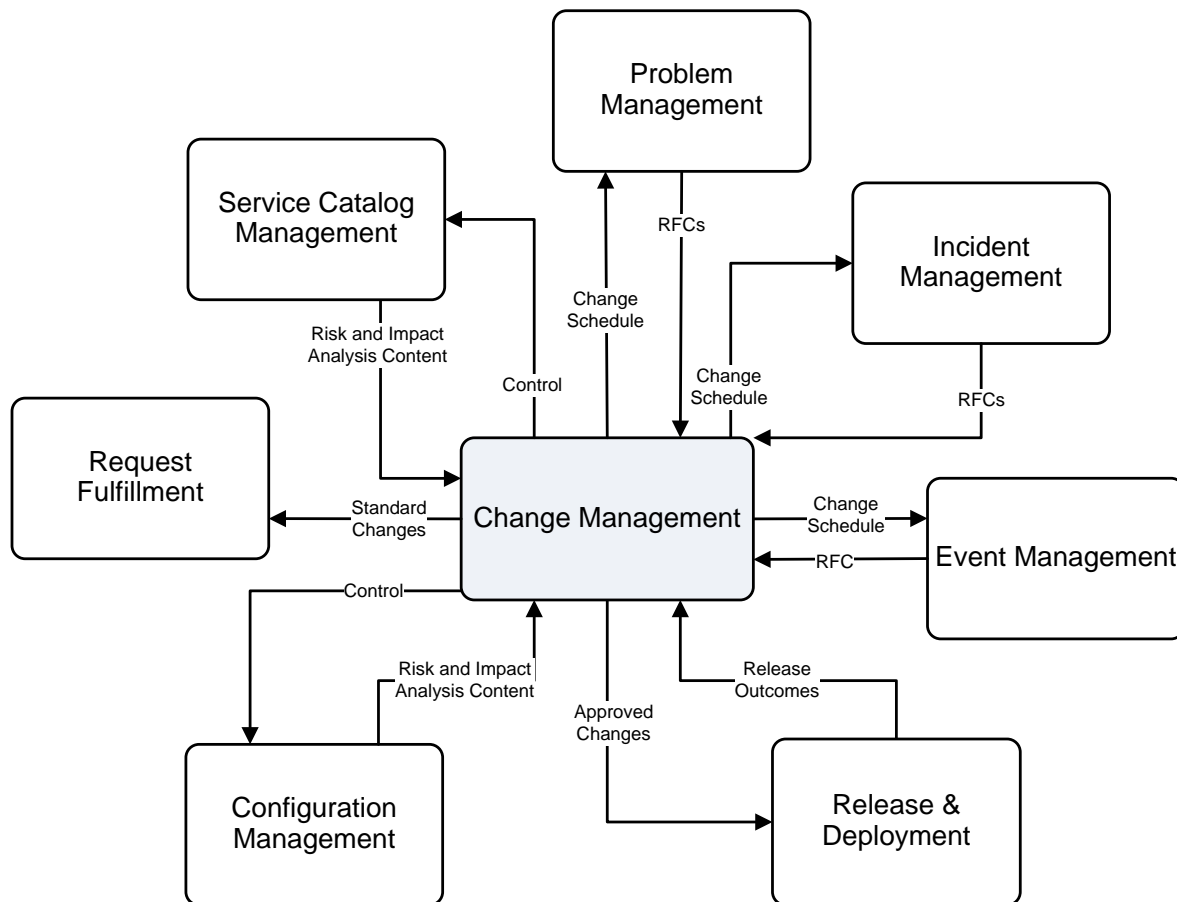 Problem
Management
Service Catalog
Management
RFCs
Incident
Management
Change
Schedule
Risk and Impact
Analysis Content
Control
Change
Schedule
RFCs
Request
Fulfillment
Standard
Changes
Change Management
Change
Schedule
Event Management
RFC
Control
Risk and Impact
Analysis Content
Release
Outcomes
Approved
Changes
Configuration
Management
Release &
Deployment